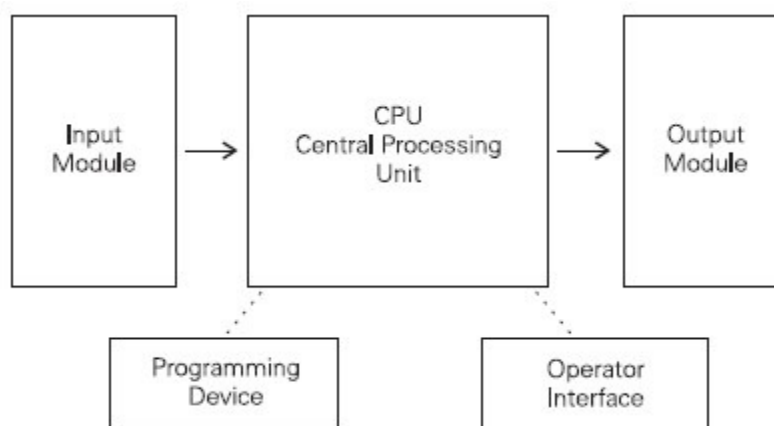 Input
Module
CPU
Central Processing
Unit
Output
Module
Programming
Device
Operator
Interface